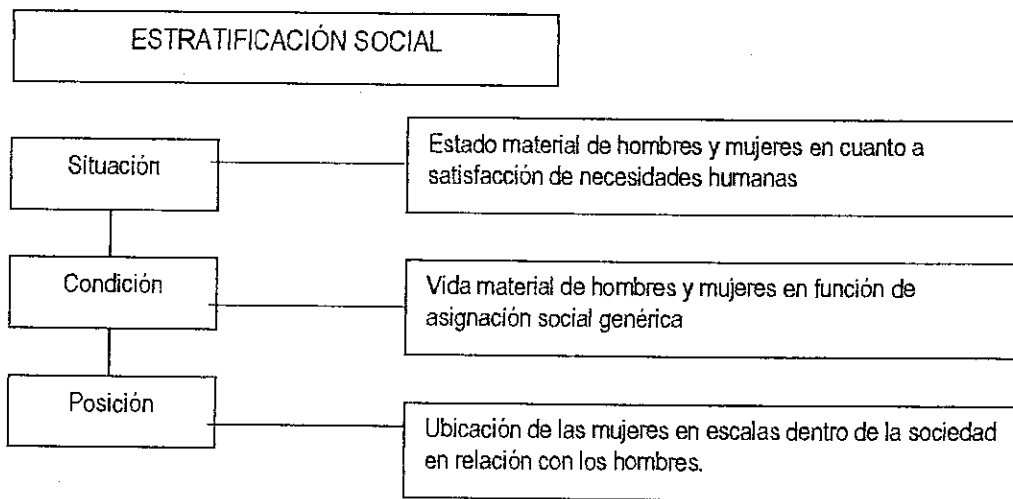 ESTRATIFICACIÓN SOCIAL
Situación
Estado material de hombres y mujeres en cuanto a
satisfacción de necesidades humanas
Condición
Vida material de hombres y mujeres en función de
asignación social genérica
Posición
Ubicación de las mujeres en escalas dentro de la sociedad
en relación con los hombres.